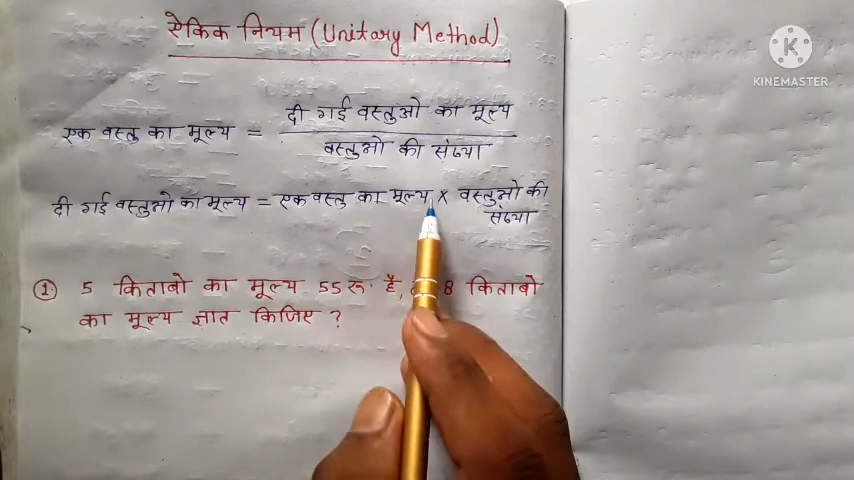 ऐकिक नियम (Unitary Method)
KINEMASTER
एक वस्तु का मूल्य = दी गई वस्तुओ का मूल्य
वस्तुओ की संख्या
दी गई वस्तुओ का मूल्य = एक वस्तु का मूल्य x वस्तुओ की
संख्या
① 5 किताबो का मूल्य 55 रू. है, 8 किताबो
का मूल्य ज्ञात किजिए ?